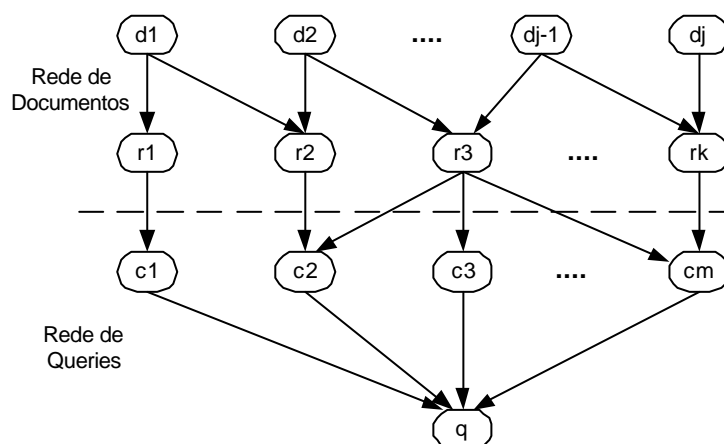 d1 d2 .... dj-1 dj
Rede de
Documentos
r1 r2 r3 .... rk
c1 c2 c3 .... cm
Rede de
Queries
q